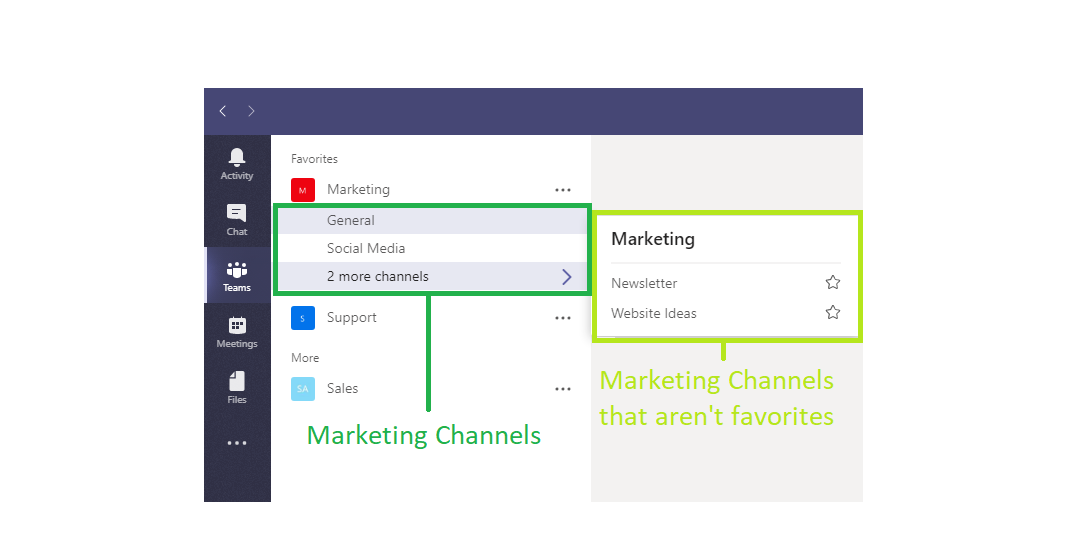 Activity
Chat
Teams
Meetings
Files
Favorites
M Marketing
General
Social Media
2 more channels
S Support
More
SA Sales
Marketing
Newsletter
Website Ideas
Marketing Channels
Marketing Channels
that aren't favorites